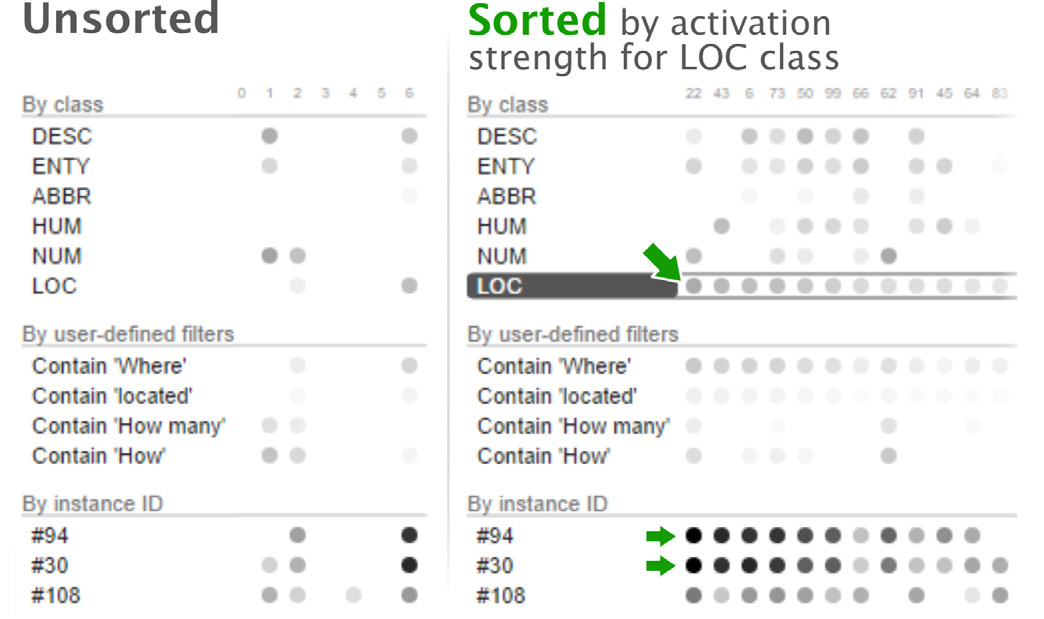 Unsorted
0 1 2 3 4 5 6
By class
DESC
ENTY
ABBR
HUM
NUM
LOC
By user-defined filters
Contain 'Where'
Contain 'located'
Contain 'How many'
Contain 'How'
By instance ID
#94
#30
#108
Sorted by activation
strength for LOC class
22 43 6 73 50 99 66 62 91 45 64 83
By class
DESC
ENTY
ABBR
HUM
NUM
LOC
By user-defined filters
Contain 'Where'
Contain 'located'
Contain 'How many'
Contain 'How'
By instance ID
#94
#30
#108